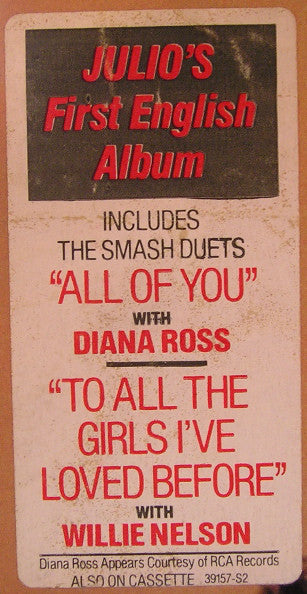 JULIO'S
First English
Album
INCLUDES
THE SMASH DUETS
"ALL OF YOU"
WITH
DIANA ROSS
"TO ALL THE
GIRLS I'VE
LOVED BEFORE"
WITH
WILLIE NELSON
Diana Ross Appears Courtesy of RCA Records
ALSO ON CASSETTE 39157-S2